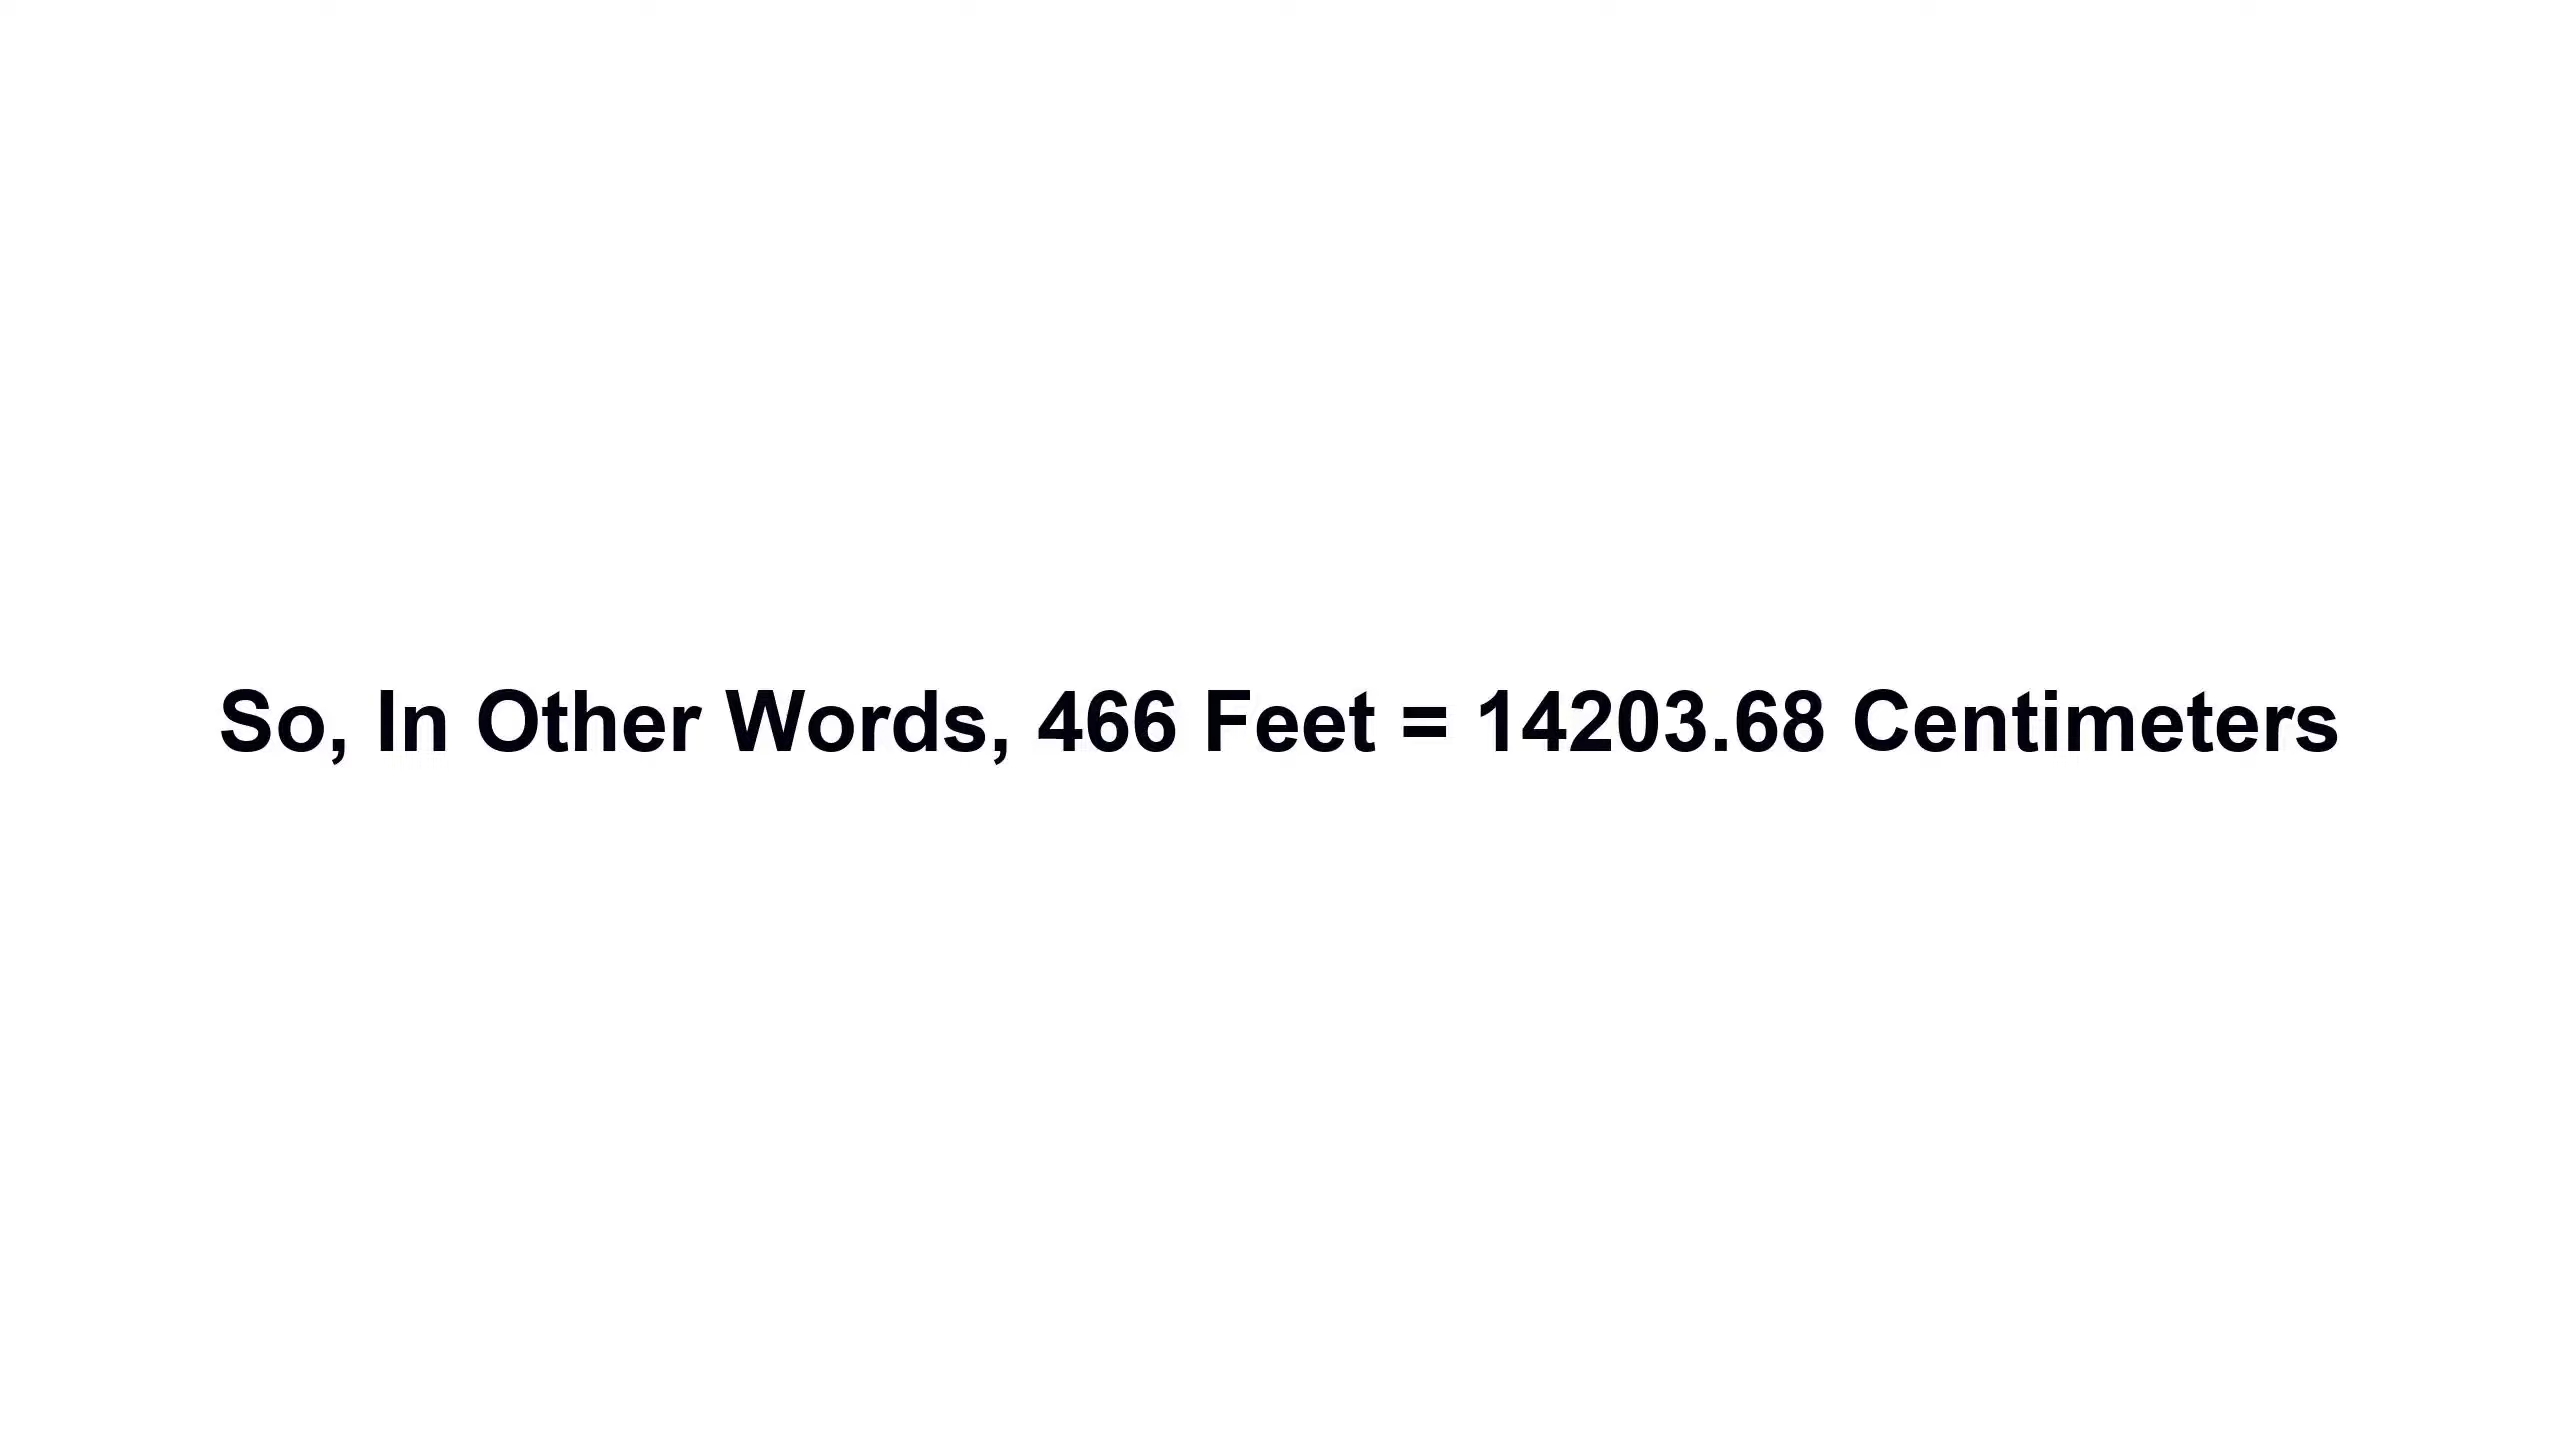 So, In Other Words, 466 Feet = 14203.68 Centimeters